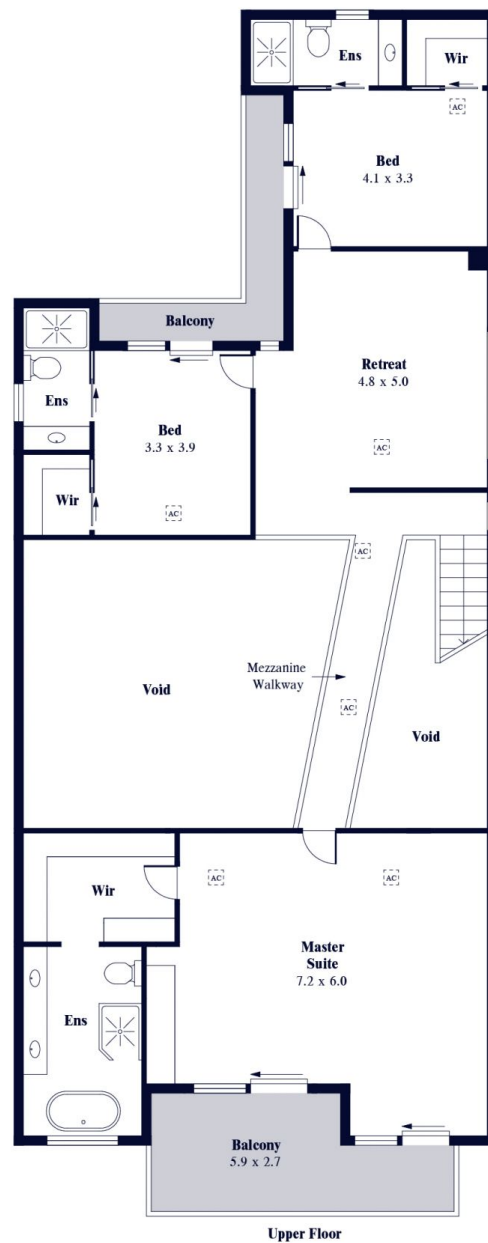 Ens
Wir
AC
Bed
4.1 x 3.3
Balcony
Retreat
4.8 x 5.0
Ens
Bed
3.3 x 3.9
AC
Wir
AC
AC
Mezzanine
Walkway
Void
AC
Void
AC
AC
Wir
Master
Suite
7.2 x 6.0
Ens
Balcony
5.9 x 2.7
Upper Floor